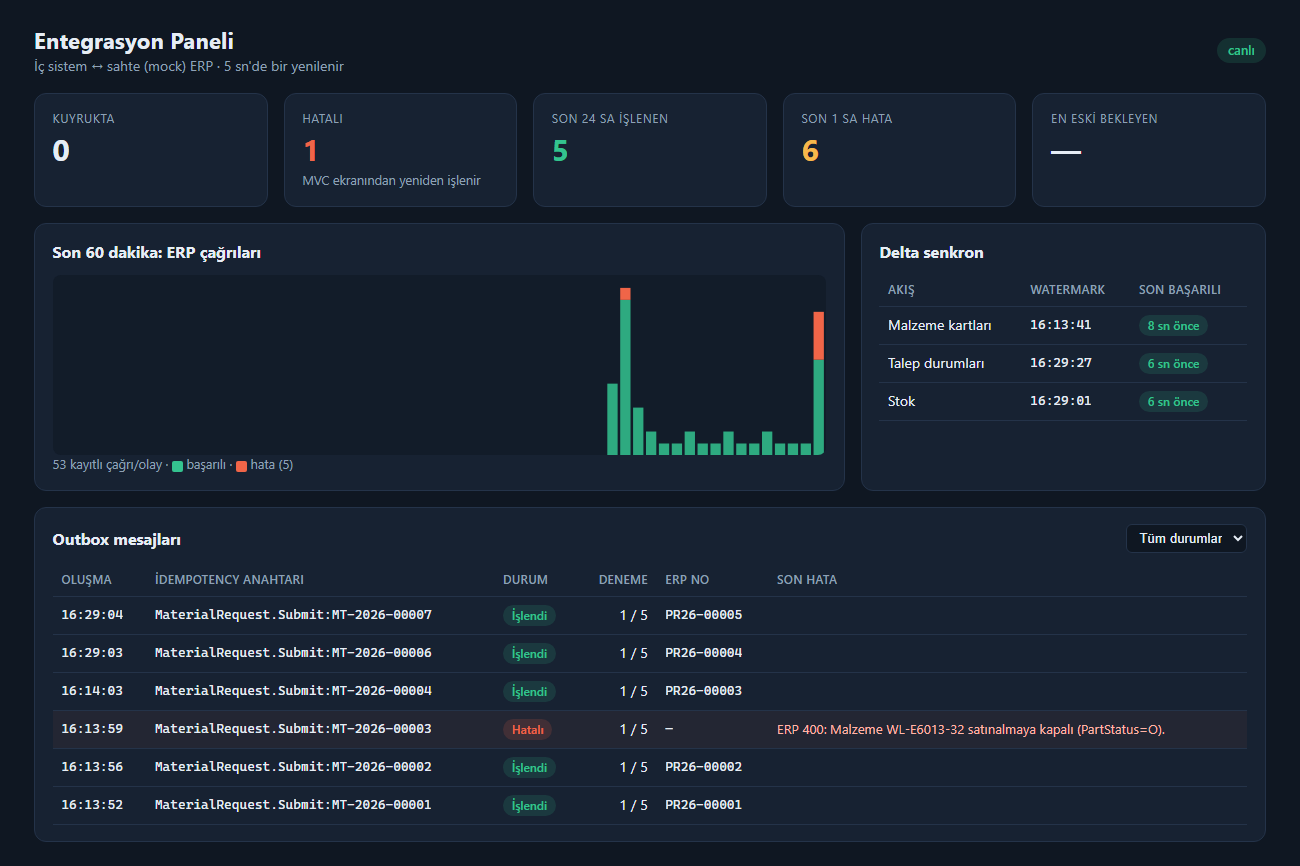 Entegrasyon Paneli
İç sistem ↔ sahte (mock) ERP · 5 sn'de bir yenilenir
canlı
KUYRUKTA
0
HATALI
1
MVC ekranından yeniden işlenir
SON 24 SA İŞLENEN
5
SON 1 SA HATA
6
EN ESKİ BEKLEYEN
—
Son 60 dakika: ERP çağrıları
53 kayıtlı çağrı/olay · başarılı · hata (5)
Delta senkron
AKIŞ WATERMARK SON BAŞARILI
Malzeme kartları 16:13:41 8 sn önce
Talep durumları 16:29:27 6 sn önce
Stok 16:29:01 6 sn önce
Outbox mesajları
Tüm durumlar
OLUŞMA İDEMPOTENCY ANAHTARI DURUM DENEME ERP NO SON HATA
16:29:04 MaterialRequest.Submit:MT-2026-00007 İşlendi 1 / 5 PR26-00005
16:29:03 MaterialRequest.Submit:MT-2026-00006 İşlendi 1 / 5 PR26-00004
16:14:03 MaterialRequest.Submit:MT-2026-00004 İşlendi 1 / 5 PR26-00003
16:13:59 MaterialRequest.Submit:MT-2026-00003 Hatalı 1 / 5 — ERP 400: Malzeme WL-E6013-32 satınalmaya kapalı (PartStatus=O).
16:13:56 MaterialRequest.Submit:MT-2026-00002 İşlendi 1 / 5 PR26-00002
16:13:52 MaterialRequest.Submit:MT-2026-00001 İşlendi 1 / 5 PR26-00001